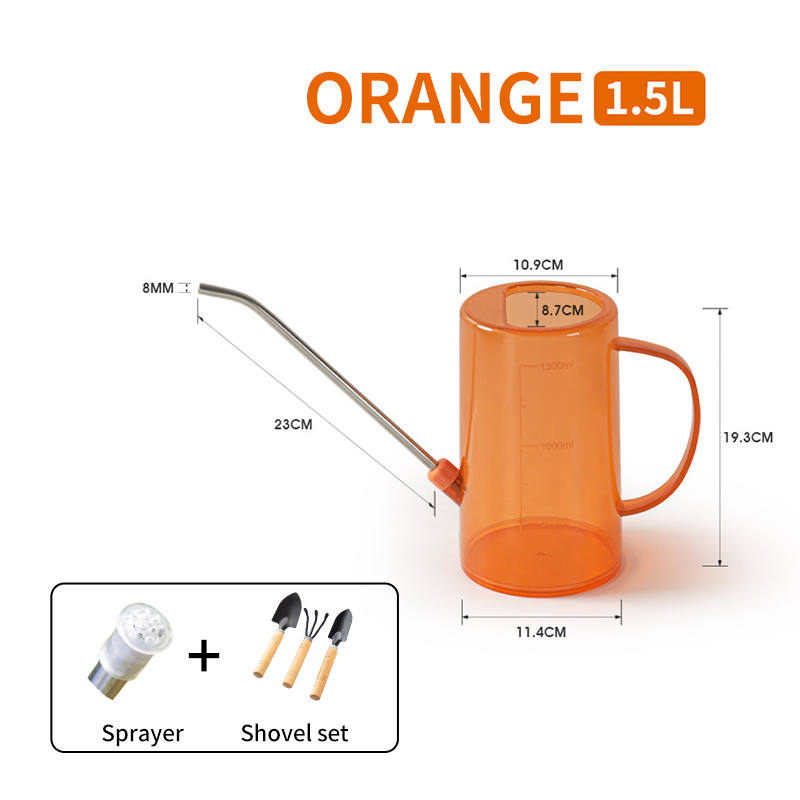 ORANGE 1.5L
10.9CM
8MM
8.7CM
1500ml
23CM
19.3CM
1000ml
11.4CM
+
Sprayer
Shovel set